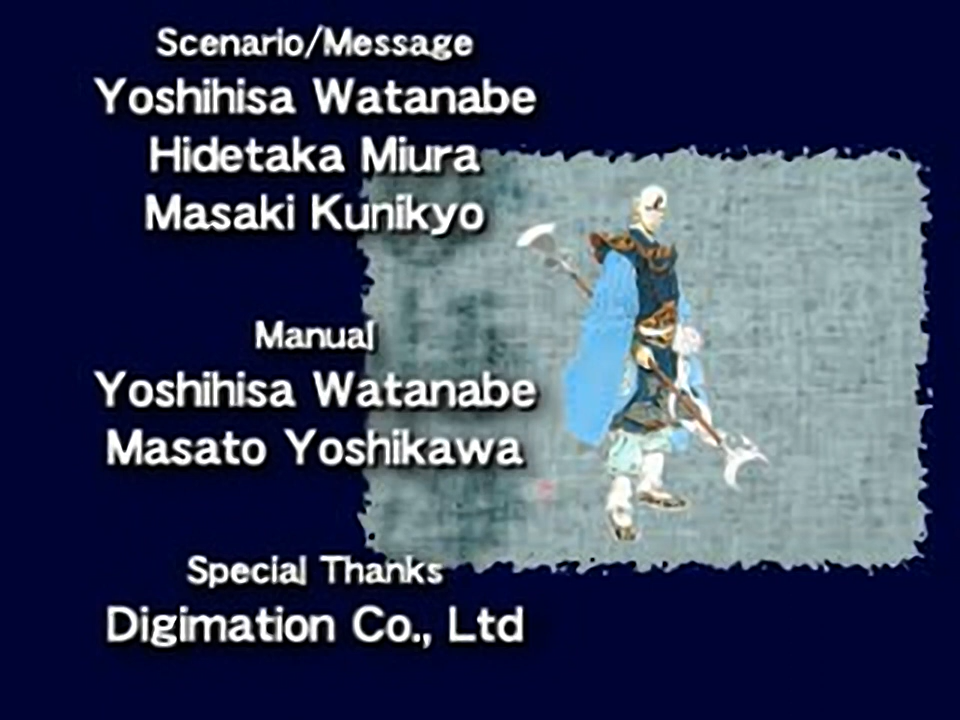 Scenario/Message
Yoshihisa Watanabe
Hidetaka Miura
Masaki Kunikyo
Manual
Yoshihisa Watanabe
Masato Yoshikawa
Special Thanks
Digimation Co., Ltd